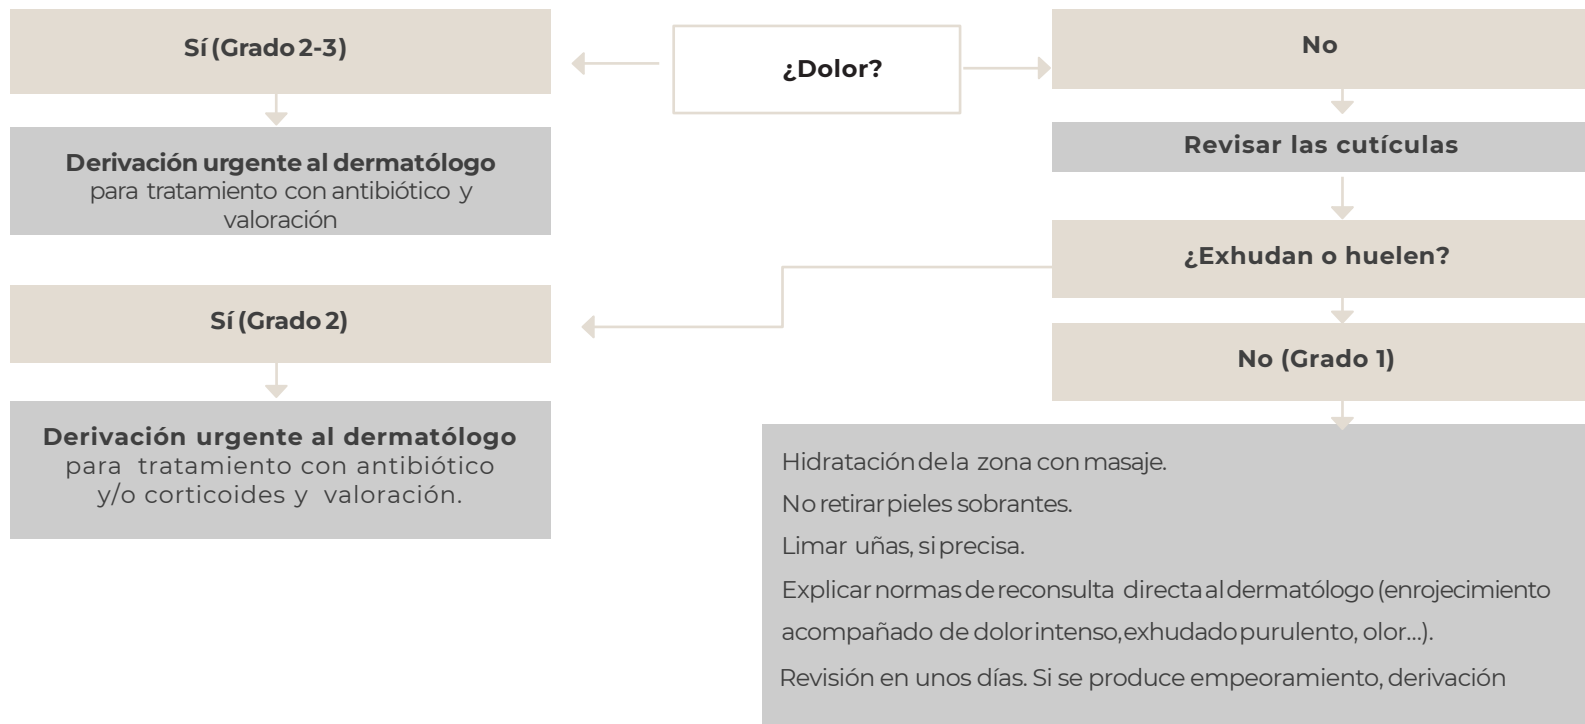 ¿Dolor?
Sí (Grado 2-3)
Derivación urgente al dermatólogo
para tratamiento con antibiótico y
valoración
No
Revisar las cutículas
¿Exhudan o huelen?
Sí (Grado 2)
Derivación urgente al dermatólogo
para tratamiento con antibiótico
y/o corticoides y valoración.
No (Grado 1)
Hidratación de la zona con masaje.
No retirar pieles sobrantes.
Limar uñas, si precisa.
Explicar normas de reconsulta directa al dermatólogo (enrojecimiento
acompañado de dolor intenso, exhudado purulento, olor...).
Revisión en unos días. Si se produce empeoramiento, derivación